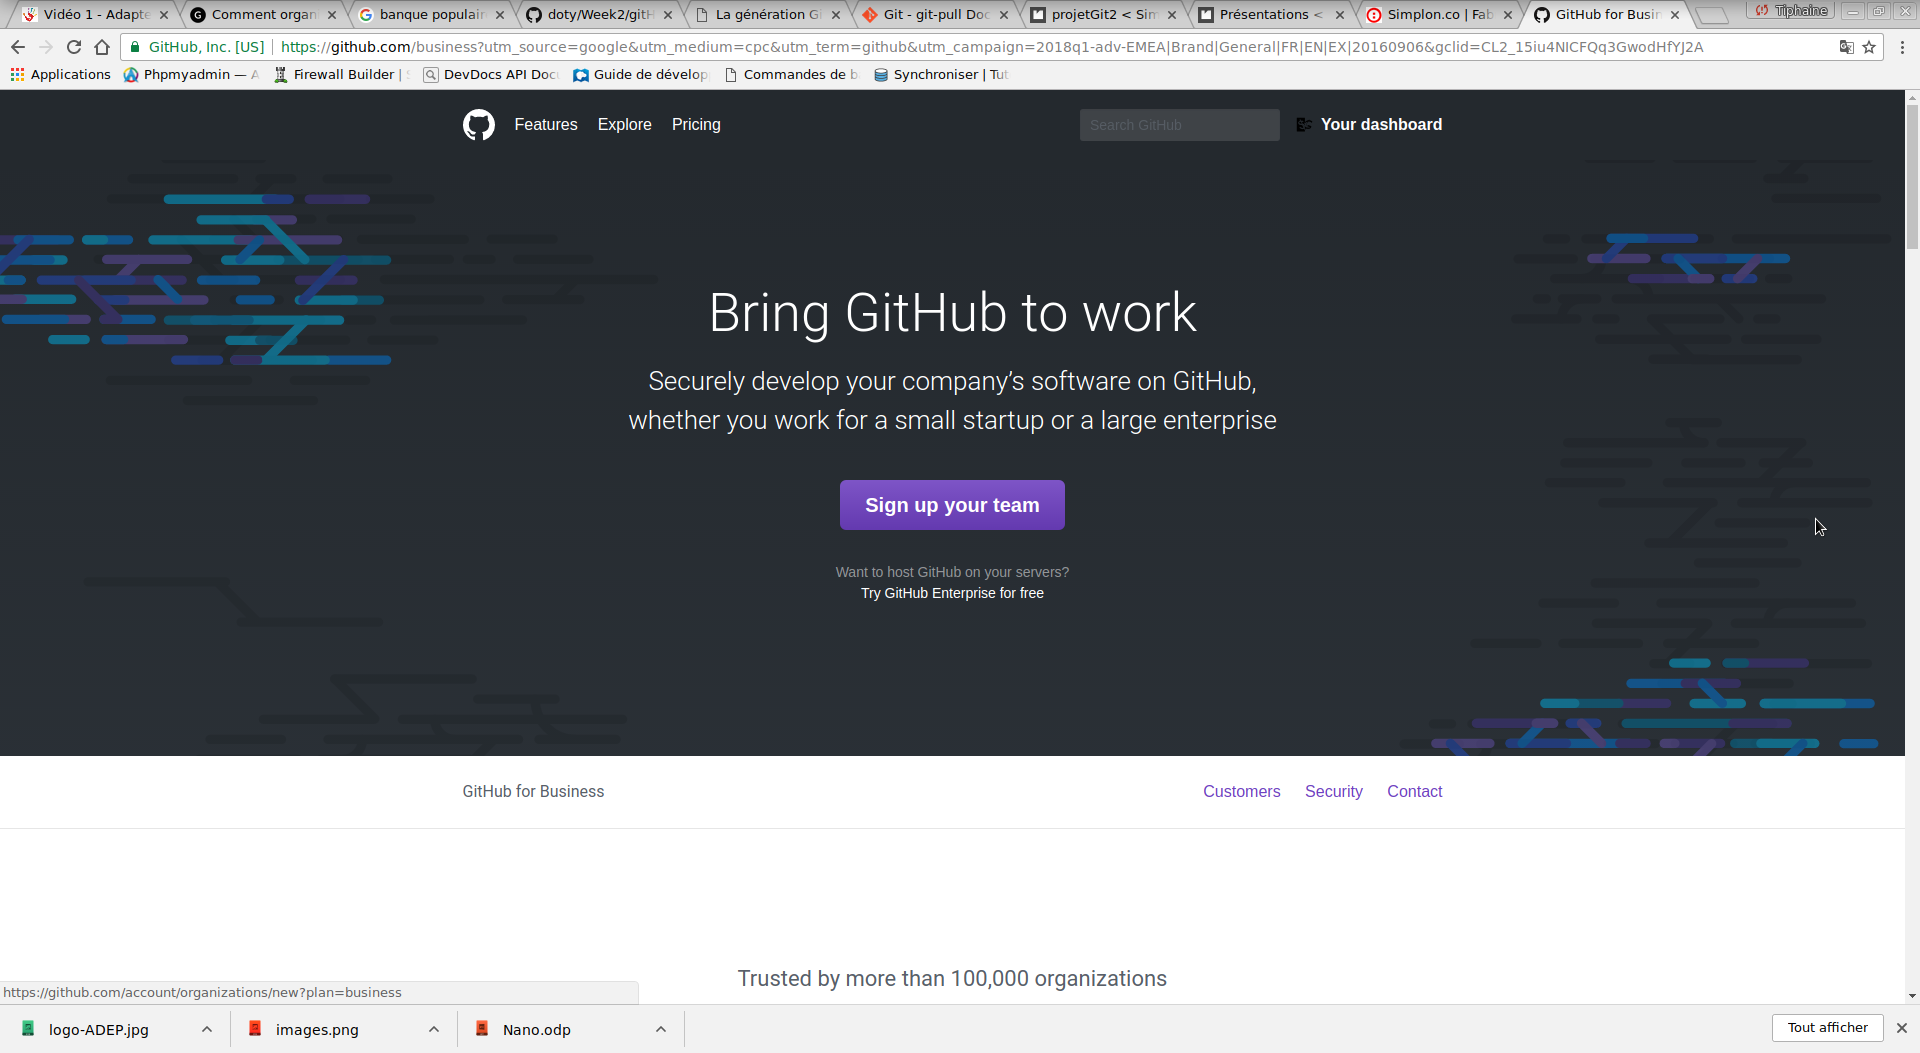 Vidéo 1 - Adapte
Comment organ
banque populair
doty/Week2/gitH
La génération Gi
Git - git-pull Doc
projetGit2 < Sim
Présentations <
Simplon.co | Fab
GitHub for Busin
Tiphaine
GitHub, Inc. [US]
https://github.com/business?utm_source=google&utm_medium=cpc&utm_term=github&utm_campaign=2018q1-adv-EMEA|Brand|General|FR|EN|EX|20160906&gclid=CL2_15iu4NICFQq3GwodHfYJ2A
Applications
Phpmyadmin — A
Firewall Builder |
DevDocs API Doc
Guide de dévelop
Commandes de b
Synchroniser | Tut
Features
Explore
Pricing
Search GitHub
Your dashboard
Bring GitHub to work
Securely develop your company’s software on GitHub,
whether you work for a small startup or a large enterprise
Sign up your team
Want to host GitHub on your servers?
Try GitHub Enterprise for free
GitHub for Business
Customers
Security
Contact
Trusted by more than 100,000 organizations
https://github.com/account/organizations/new?plan=business
logo-ADEP.jpg
images.png
Nano.odp
Tout afficher